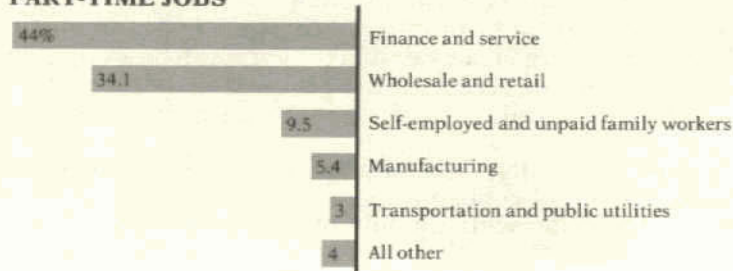 PART-TIME JOBS
44% Finance and service
34.1 Wholesale and retail
9.5 Self-employed and unpaid family workers
5.4 Manufacturing
3 Transportation and public utilities
4 All other